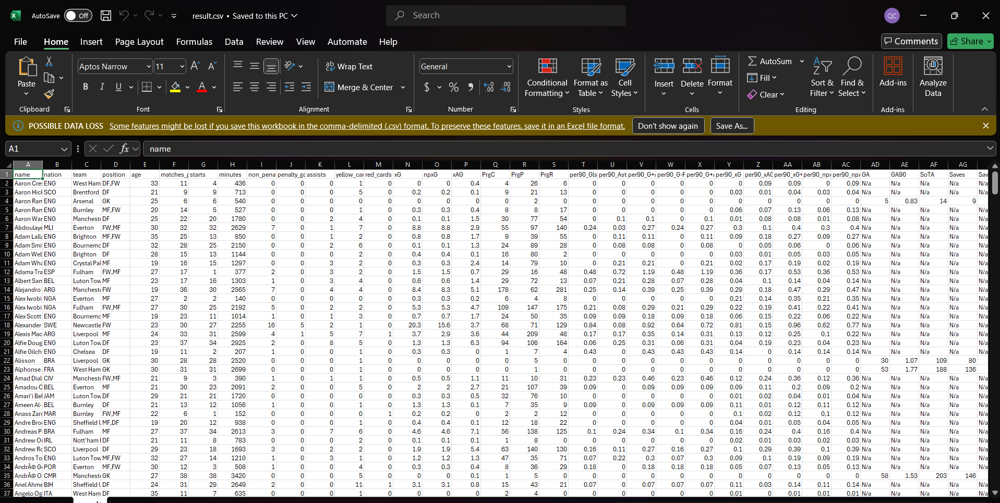 AutoSave Off result.csv • Saved to this PC Search QC
File Home Insert Page Layout Formulas Data Review View Automate Help Comments Share
Paste Aptos Narrow 11 Wrap Text General Conditional Formatting Format as Table Cell Styles Insert Delete Format AutoSum Fill Clear Sort & Filter Find & Select Add-ins Analyze Data
B I U A Merge & Center $ %
Clipboard Font Alignment Number Styles Cells Editing Add-ins
POSSIBLE DATA LOSS Some features might be lost if you save this workbook in the comma-delimited (.csv) format. To preserve these features, save it in an Excel file format. Don't show again Save As...
A1 fx name
A B C D E F G H I J K L M N O P Q R S T U V W X Y Z AA AB AC AD AE AF AG
1 name nation team position age matches_p starts minutes non_penal penalty_go assists yellow_car red_cards xG npxG xAG PrgC PrgP PrgR per90_Gls per90_Ast per90_G+A per90_G-P per90_G+A per90_xG per90_xAG per90_xG+ per90_npx per90_npx GA GA90 SoTA Saves Sav
2 Aaron Cres ENG West Ham DF,FW 33 11 4 436 0 0 0 1 0 0 0 0.4 4 26 6 0 0 0 0 0 0 0.09 0.09 0 0.09 N/a N/a N/a N/a N/a
3 Aaron Hick SCO Brentford DF 21 9 9 713 0 0 0 5 0 0.2 0.2 0.1 9 21 13 0 0 0 0 0 0.03 0.01 0.04 0.03 0.04 N/a N/a N/a N/a N/a
4 Aaron Ram ENG Arsenal GK 25 6 6 540 0 0 0 0 0 0 0 0 0 2 0 0 0 0 0 0 0 0 0 0 0 5 0.83 14 9
5 Aaron Ram ENG Burnley MF,FW 20 14 5 527 0 0 0 1 0 0.3 0.3 0.4 8 8 17 0 0 0 0 0 0.06 0.07 0.13 0.06 0.13 N/a N/a N/a N/a N/a
6 Aaron Wan ENG Manchest DF 25 22 20 1780 0 0 2 4 0 0.1 0.1 1.5 30 77 54 0 0.1 0.1 0 0.1 0.01 0.08 0.08 0.01 0.08 N/a N/a N/a N/a N/a
7 Abdoulaye MLI Everton FW,MF 30 32 32 2629 7 0 1 7 0 8.8 8.8 2.9 55 97 140 0.24 0.03 0.27 0.24 0.27 0.3 0.1 0.4 0.3 0.4 N/a N/a N/a N/a N/a
8 Adam Lalla ENG Brighton MF,FW 35 25 13 850 0 0 1 2 0 0.8 0.8 1.7 9 39 55 0 0.11 0.11 0 0.11 0.09 0.18 0.27 0.09 0.27 N/a N/a N/a N/a N/a
9 Adam Smit ENG Bournemo DF 32 28 25 2150 0 0 2 6 0 0.1 0.1 1.3 24 89 28 0 0.08 0.08 0 0.08 0 0.05 0.06 0 0.06 N/a N/a N/a N/a N/a
10 Adam Web ENG Brighton DF 28 15 13 1144 0 0 0 2 0 0.4 0.4 0.1 16 80 2 0 0 0 0 0 0.03 0.01 0.05 0.03 0.05 N/a N/a N/a N/a N/a
11 Adam Wha ENG Crystal Pal MF 19 16 15 1297 0 0 3 2 0 0.3 0.3 2.4 14 79 10 0 0.21 0.21 0 0.21 0.02 0.17 0.19 0.02 0.19 N/a N/a N/a N/a N/a
12 Adama Tra ESP Fulham FW,MF 27 17 1 377 2 0 3 2 0 1.5 1.5 0.7 29 16 48 0.48 0.72 1.19 0.48 1.19 0.36 0.17 0.53 0.36 0.53 N/a N/a N/a N/a N/a
13 Albert Sam BEL Luton Tow MF 23 17 16 1303 1 0 3 4 0 0.6 0.6 1.4 29 72 13 0.07 0.21 0.28 0.07 0.28 0.04 0.1 0.14 0.04 0.14 N/a N/a N/a N/a N/a
14 Alejandro ARG Manchest FW 19 36 30 2565 7 0 4 4 0 8.4 8.3 5.1 178 62 281 0.25 0.14 0.39 0.25 0.39 0.29 0.18 0.47 0.29 0.47 N/a N/a N/a N/a N/a
15 Alex Iwobi NGA Everton MF 27 2 2 140 0 0 0 0 0 0.3 0.3 0.2 6 4 8 0 0 0 0 0 0.21 0.14 0.35 0.21 0.35 N/a N/a N/a N/a N/a
16 Alex Iwobi NGA Fulham FW,MF 27 30 25 2192 5 0 2 2 0 5.3 5.3 4.7 109 147 175 0.21 0.08 0.29 0.21 0.29 0.22 0.19 0.41 0.22 0.41 N/a N/a N/a N/a N/a
17 Alex Scott ENG Bournemo MF 19 23 11 1014 1 0 1 3 0 0.7 0.7 1.7 24 50 35 0.09 0.09 0.18 0.09 0.18 0.06 0.15 0.22 0.06 0.22 N/a N/a N/a N/a N/a
18 Alexander SWE Newcastle FW 23 30 27 2255 16 5 2 1 0 20.3 15.6 3.7 68 71 129 0.84 0.08 0.92 0.64 0.72 0.81 0.15 0.96 0.62 0.77 N/a N/a N/a N/a N/a
19 Alexis Mac ARG Liverpool MF 24 33 31 2599 4 1 5 7 1 3.7 2.9 3.6 44 209 48 0.17 0.17 0.35 0.14 0.31 0.13 0.12 0.25 0.1 0.22 N/a N/a N/a N/a N/a
20 Alfie Doug ENG Luton Tow DF 23 37 34 2925 2 0 8 5 0 1.3 1.3 6.3 94 106 164 0.06 0.25 0.31 0.06 0.31 0.04 0.19 0.23 0.04 0.23 N/a N/a N/a N/a N/a
21 Alfie Gilch ENG Chelsea DF 19 11 2 207 1 0 0 1 0 0.3 0.3 0 1 7 4 0.43 0 0.43 0.43 0.43 0.14 0 0.14 0.14 0.14 N/a N/a N/a N/a N/a
22 Alisson BRA Liverpool GK 30 28 28 2520 0 0 0 1 0 0 0 0 0 5 0 0 0 0 0 0 0 0 0 0 0 30 1.07 109 80
23 Alphonse FRA West Ham GK 30 31 31 2699 0 0 0 1 0 0 0 0 0 1 0 0 0 0 0 0 0 0 0 0 0 53 1.77 188 136
24 Amad Dial CIV Manchest FW,MF 21 9 3 390 1 0 1 1 0 0.5 0.5 1.1 11 10 31 0.23 0.23 0.46 0.23 0.46 0.12 0.24 0.36 0.12 0.36 N/a N/a N/a N/a N/a
25 Amadou O BEL Everton MF 21 30 23 2091 2 0 0 5 0 2 2 2.7 21 107 39 0.09 0 0.09 0.09 0.09 0.09 0.11 0.2 0.09 0.2 N/a N/a N/a N/a N/a
26 Amari'i Bel JAM Luton Tow DF 29 21 21 1720 0 0 0 0 0 0.3 0.3 0.5 32 76 10 0 0 0 0 0 0.01 0.02 0.04 0.01 0.04 N/a N/a N/a N/a N/a
27 Ameen Al- BEL Burnley DF 21 13 12 1056 1 0 0 1 0 1.3 1.3 0.1 7 35 9 0.09 0 0.09 0.09 0.09 0.11 0.01 0.12 0.11 0.12 N/a N/a N/a N/a N/a
28 Anass Zaro MAR Burnley FW,MF 22 6 1 152 0 0 0 0 1 0.2 0.2 0 2 2 12 0 0 0 0 0 0.1 0.02 0.12 0.1 0.12 N/a N/a N/a N/a N/a
29 Andre Bro ENG Sheffield U MF,DF 19 20 12 938 0 0 0 1 0 0.4 0.4 0.1 12 18 22 0 0 0 0 0 0.04 0.01 0.05 0.04 0.05 N/a N/a N/a N/a N/a
30 Andreas P BRA Fulham MF 27 37 34 2613 3 0 7 6 0 4.6 4.6 7.1 56 138 125 0.1 0.24 0.34 0.1 0.34 0.16 0.24 0.4 0.16 0.4 N/a N/a N/a N/a N/a
31 Andrew O IRL Nott'ham DF 21 11 8 783 0 0 0 2 0 0.1 0.1 0.1 1 8 0 0 0 0 0 0 0.02 0.01 0.03 0.02 0.03 N/a N/a N/a N/a N/a
32 Andrew Ro SCO Liverpool DF 29 23 18 1693 3 0 2 2 0 1.9 1.9 5.4 63 140 130 0.16 0.11 0.27 0.16 0.27 0.1 0.29 0.39 0.1 0.39 N/a N/a N/a N/a N/a
33 Andros To ENG Luton Tow MF,FW 32 27 14 1210 1 0 3 1 0 1.2 1.2 1.3 47 35 71 0.07 0.22 0.3 0.07 0.3 0.09 0.1 0.19 0.09 0.19 N/a N/a N/a N/a N/a
34 AndrÃ© G POR Everton MF 30 12 3 508 1 0 0 4 0 0.3 0.3 0.4 8 36 29 0.18 0 0.18 0.18 0.18 0.05 0.07 0.13 0.05 0.13 N/a N/a N/a N/a N/a
35 AndrÃ© O CMR Manchest GK 27 38 38 3420 0 0 0 5 0 0 0 0.1 1 5 0 0 0 0 0 0 0 0 0 0 0 58 1.53 203 146
36 Anel Ahme BIH Sheffield U DF 24 31 29 2649 2 0 0 11 1 3.1 3.1 0.8 15 43 21 0.07 0 0.07 0.07 0.07 0.11 0.03 0.14 0.11 0.14 N/a N/a N/a N/a N/a
37 Angelo Og ITA West Ham DF 35 11 7 635 0 0 0 1 0 0 0 0 2 4 0 0 0 0 0 0 0.01 0 0.01 0.01 0.01 N/a N/a N/a N/a N/a